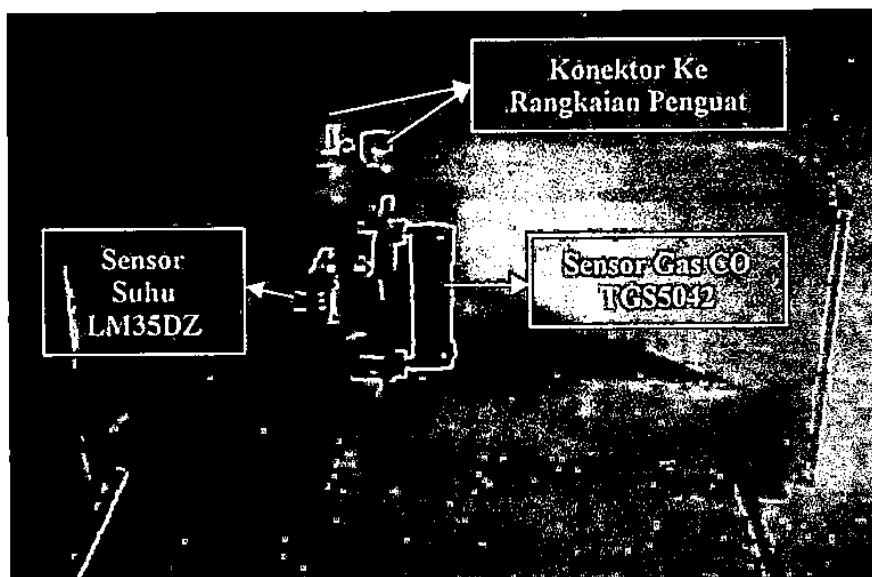 Konektor Ke
Rangkaian Penguat
Sensor
Suhu
LM35DZ
Sensor Gas CO
TGS5042